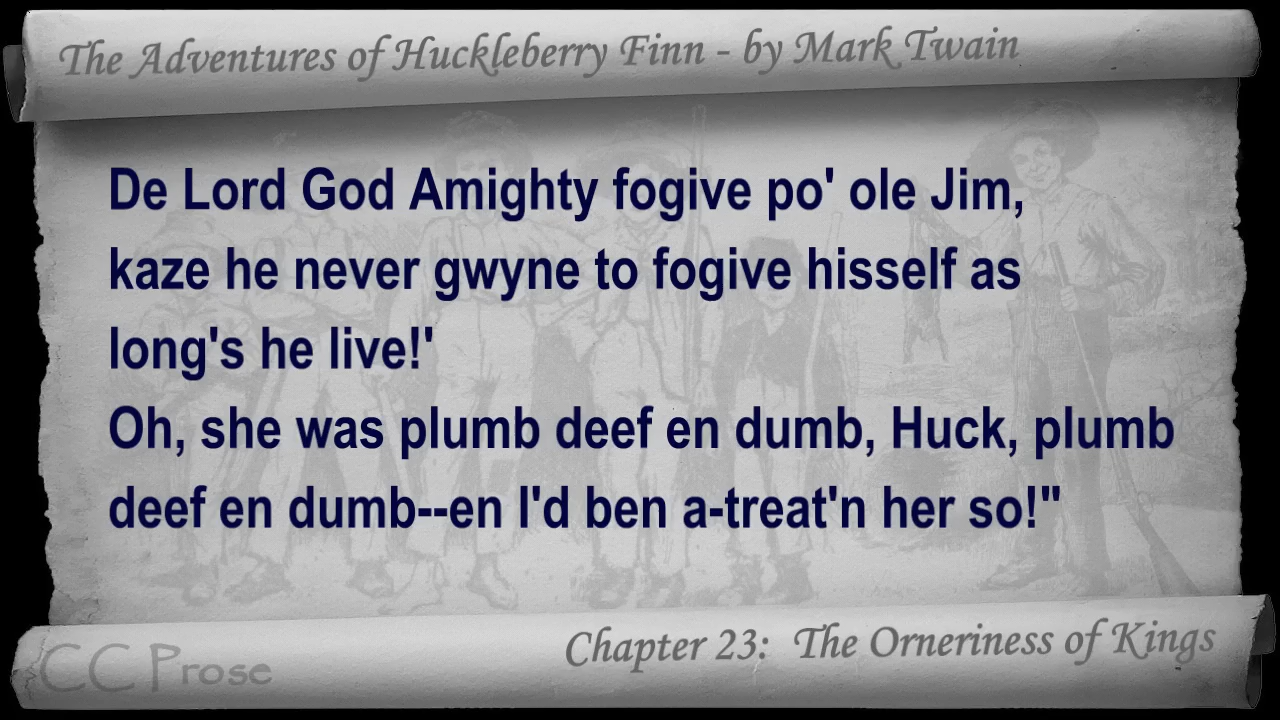 The Adventures of Huckleberry Finn - by Mark Twain
De Lord God Amighty fogive po' ole Jim,
kaze he never gwyne to fogive hisself as
long's he live!'
Oh, she was plumb deef en dumb, Huck, plumb
deef en dumb--en I'd ben a-treat'n her so!"
Chapter 23: The Orneriness of Kings
CC Prose